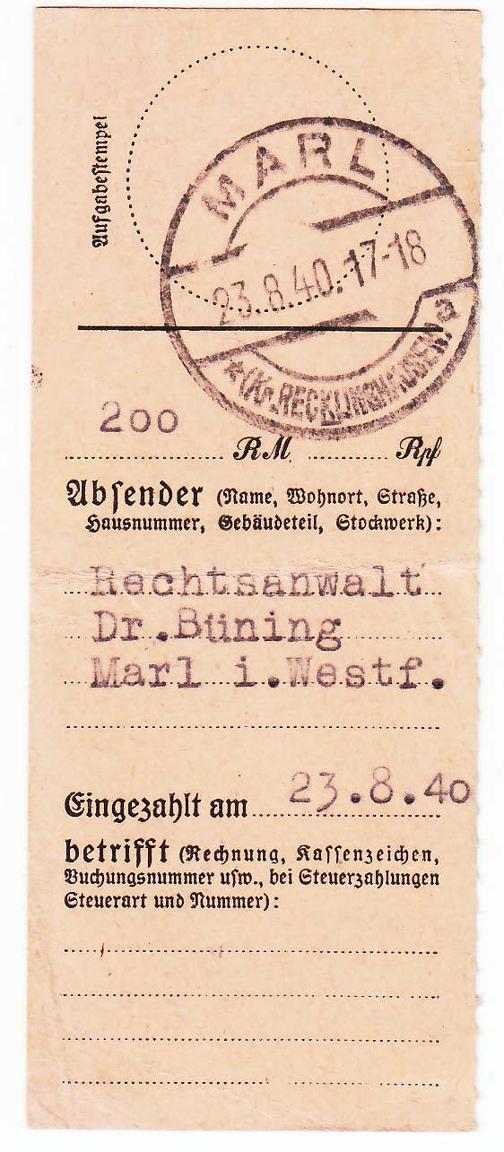 Aufgabestempel
MARL
23.8.40.17-18
a
*(Kr. RECKLINGHAUSEN)
200
RM Rpf
Absender (Name, Wohnort, Straße,
Hausnummer, Gebäudeteil, Stockwerk):
Rechtsanwalt
Dr.Büning
Marl i.Westf.
Eingezahlt am 23.8.40
betrifft (Rechnung, Kassenzeichen,
Buchungsnummer usw., bei Steuerzahlungen
Steuerart und Nummer):